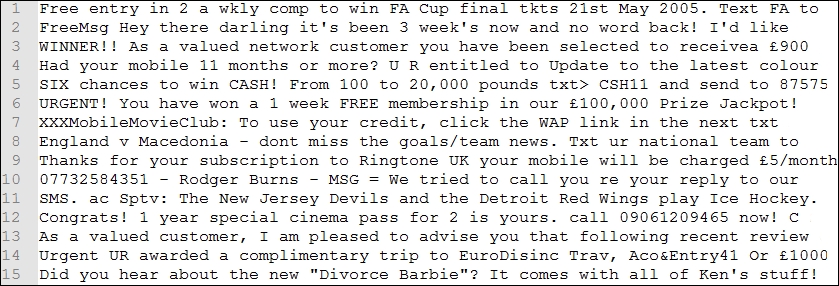 1 Free entry in 2 a wkly comp to win FA Cup final tkts 21st May 2005. Text FA to
2 FreeMsg Hey there darling it's been 3 week's now and no word back! I'd like
3 WINNER!! As a valued network customer you have been selected to receivea £900
4 Had your mobile 11 months or more? U R entitled to Update to the latest colour
5 SIX chances to win CASH! From 100 to 20,000 pounds txt> CSH11 and send to 87575
6 URGENT! You have won a 1 week FREE membership in our £100,000 Prize Jackpot!
7 XXXMobileMovieClub: To use your credit, click the WAP link in the next txt
8 England v Macedonia - dont miss the goals/team news. Txt ur national team to
9 Thanks for your subscription to Ringtone UK your mobile will be charged £5/month
10 07732584351 - Rodger Burns - MSG = We tried to call you re your reply to our
11 SMS. ac Sptv: The New Jersey Devils and the Detroit Red Wings play Ice Hockey.
12 Congrats! 1 year special cinema pass for 2 is yours. call 09061209465 now! C
13 As a valued customer, I am pleased to advise you that following recent review
14 Urgent UR awarded a complimentary trip to EuroDisinc Trav, Aco&Entry41 Or £1000
15 Did you hear about the new "Divorce Barbie"? It comes with all of Ken's stuff!